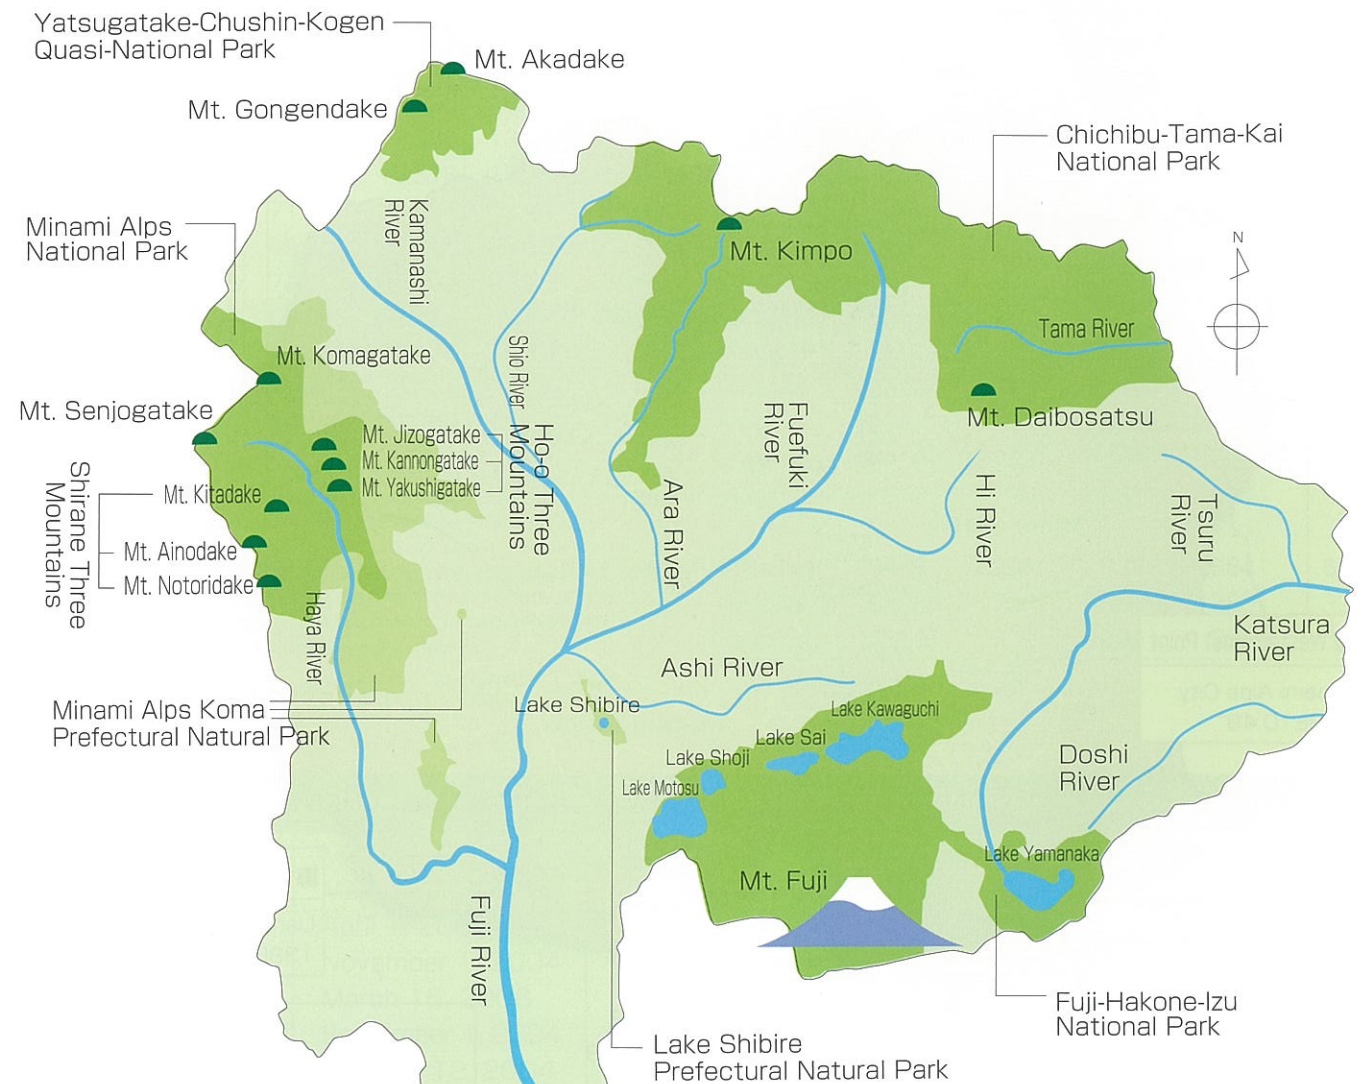 Yatsugatake-Chushin-Kogen
Quasi-National Park
Mt. Akadake
Mt. Gongendake
Chichibu-Tama-Kai
National Park
Minami Alps
National Park
Kamanashi
River
Mt. Kimpo
N
Tama River
Shio River
Mt. Komagatake
Mt. Senjogatake
Mt. Daibosatsu
Fuefuki
River
Mt. Jizogatake
Mt. Kannongatake
Mt. Yakushigatake
Ho-o Three
Mountains
Shirane Three
Mountains
Mt. Kitadake
Mt. Ainodake
Mt. Notoridake
Ara River
Hi River
Tsuru
River
Haya River
Katsura
River
Ashi River
Minami Alps Koma
Prefectural Natural Park
Lake Shibire
Lake Kawaguchi
Lake Sai
Lake Shoji
Lake Motosu
Doshi
River
Lake Yamanaka
Mt. Fuji
Fuji River
Fuji-Hakone-Izu
National Park
Lake Shibire
Prefectural Natural Park